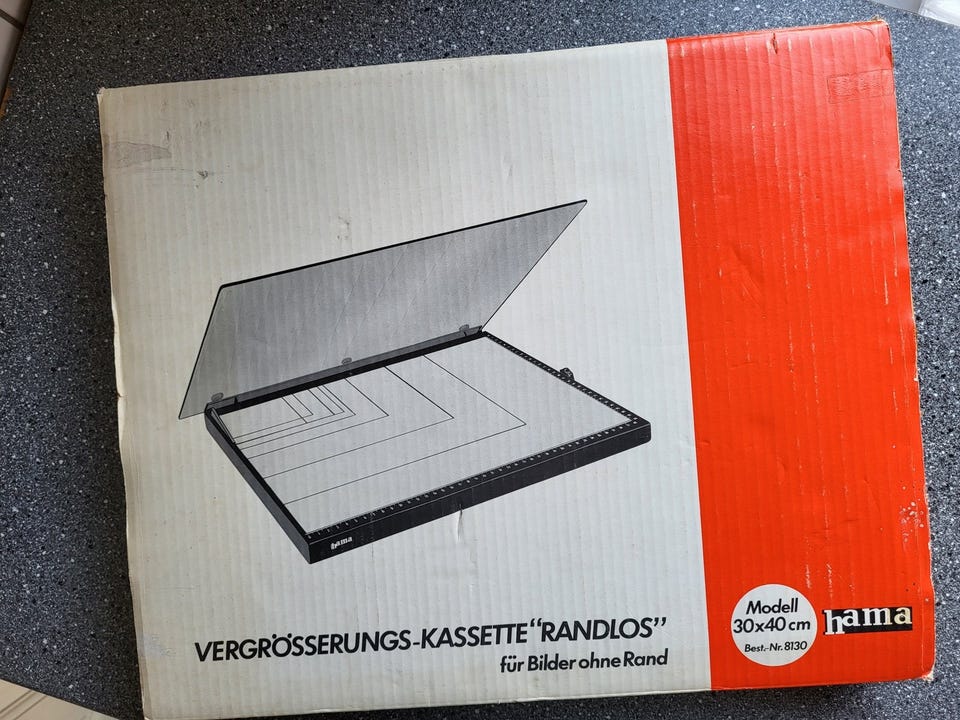 hama
VERGRÖSSERUNGS-KASSETTE "RANDLOS"
für Bilder ohne Rand
Modell
30x40 cm
Best.-Nr. 8130
hama